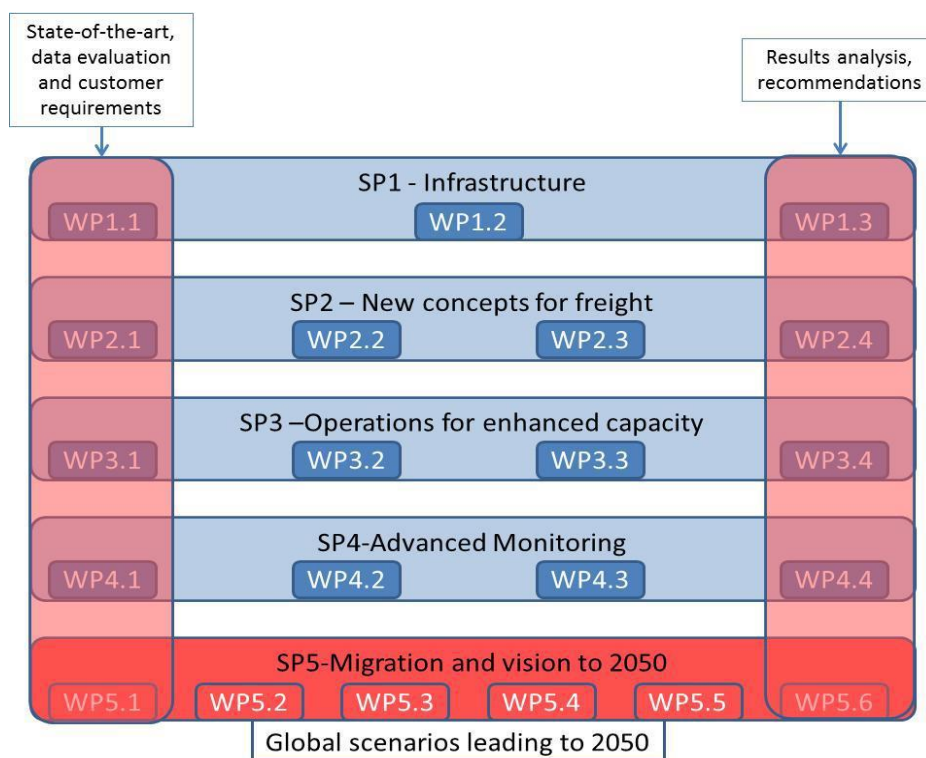 State-of-the-art,
data evaluation
and customer
requirements
Results analysis,
recommendations
SP1 - Infrastructure
WP1.1 WP1.2 WP1.3
SP2 – New concepts for freight
WP2.1 WP2.2 WP2.3 WP2.4
SP3 –Operations for enhanced capacity
WP3.1 WP3.2 WP3.3 WP3.4
SP4-Advanced Monitoring
WP4.1 WP4.2 WP4.3 WP4.4
SP5-Migration and vision to 2050
WP5.1 WP5.2 WP5.3 WP5.4 WP5.5 WP5.6
Global scenarios leading to 2050